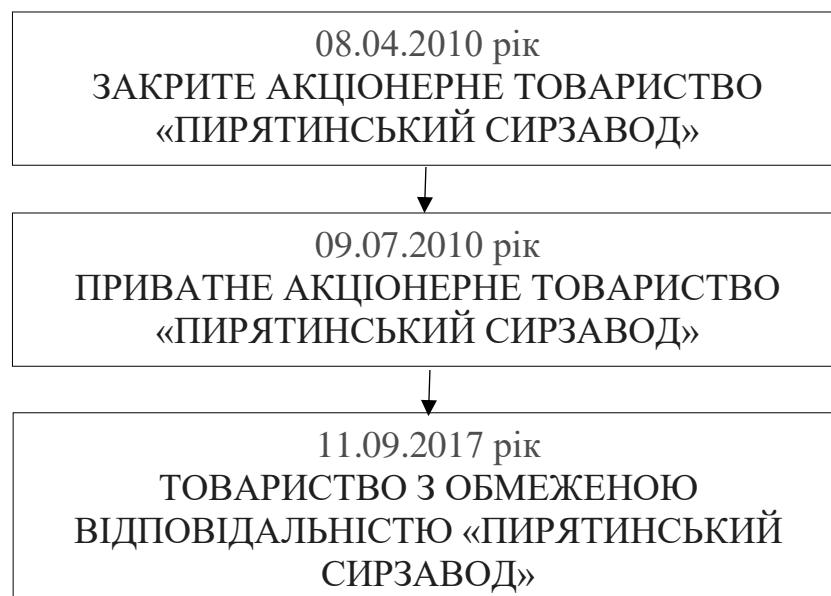 08.04.2010 рік
ЗАКРИТЕ АКЦІОНЕРНЕ ТОВАРИСТВО
«ПИРЯТИНСЬКИЙ СИРЗАВОД»
09.07.2010 рік
ПРИВАТНЕ АКЦІОНЕРНЕ ТОВАРИСТВО
«ПИРЯТИНСЬКИЙ СИРЗАВОД»
11.09.2017 рік
ТОВАРИСТВО З ОБМЕЖЕНОЮ
ВІДПОВІДАЛЬНІСТЮ «ПИРЯТИНСЬКИЙ
СИРЗАВОД»